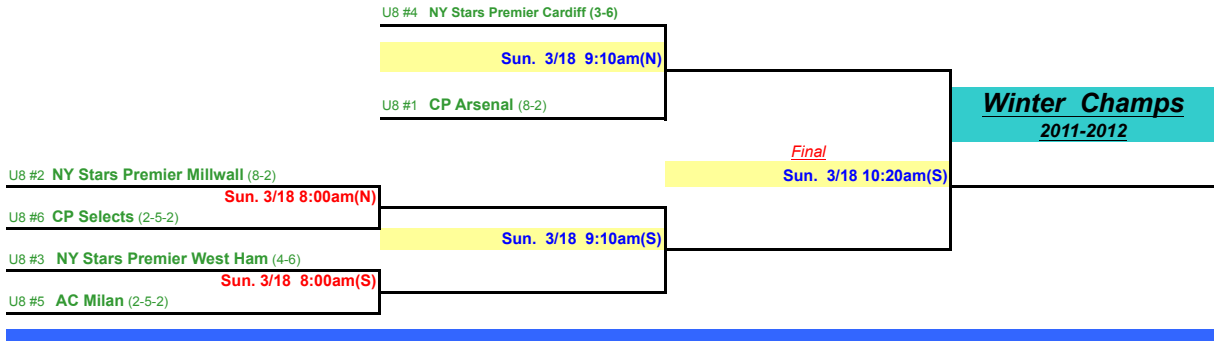 U8 #4 NY Stars Premier Cardiff (3-6)
Sun. 3/18 9:10am(N)
U8 #1 CP Arsenal (8-2)
Winter Champs
2011-2012
Final
Sun. 3/18 10:20am(S)
U8 #2 NY Stars Premier Millwall (8-2)
Sun. 3/18 8:00am(N)
U8 #6 CP Selects (2-5-2)
Sun. 3/18 9:10am(S)
U8 #3 NY Stars Premier West Ham (4-6)
Sun. 3/18 8:00am(S)
U8 #5 AC Milan (2-5-2)